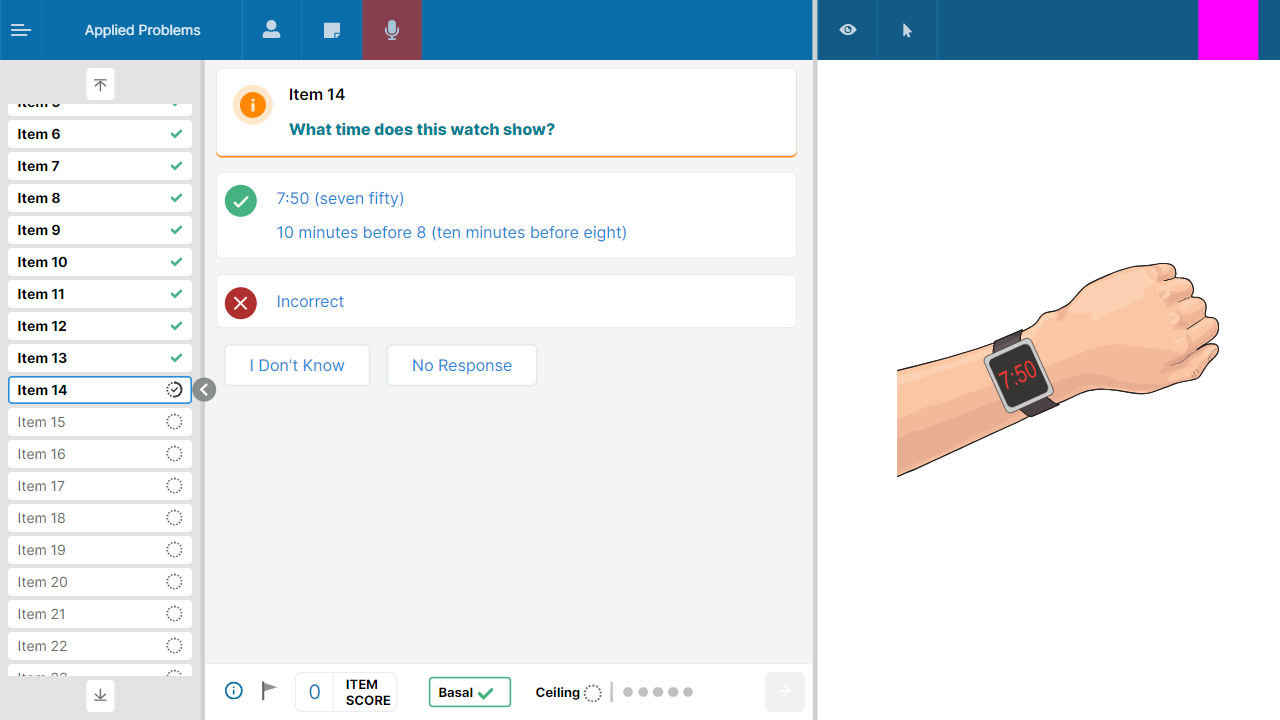 Applied Problems
Item 6
Item 7
Item 8
Item 9
Item 10
Item 11
Item 12
Item 13
Item 14
Item 15
Item 16
Item 17
Item 18
Item 19
Item 20
Item 21
Item 22
Item 14
What time does this watch show?
7:50 (seven fifty)
10 minutes before 8 (ten minutes before eight)
Incorrect
I Don’t Know
No Response
0
ITEM
SCORE
Basal
Ceiling
7:50